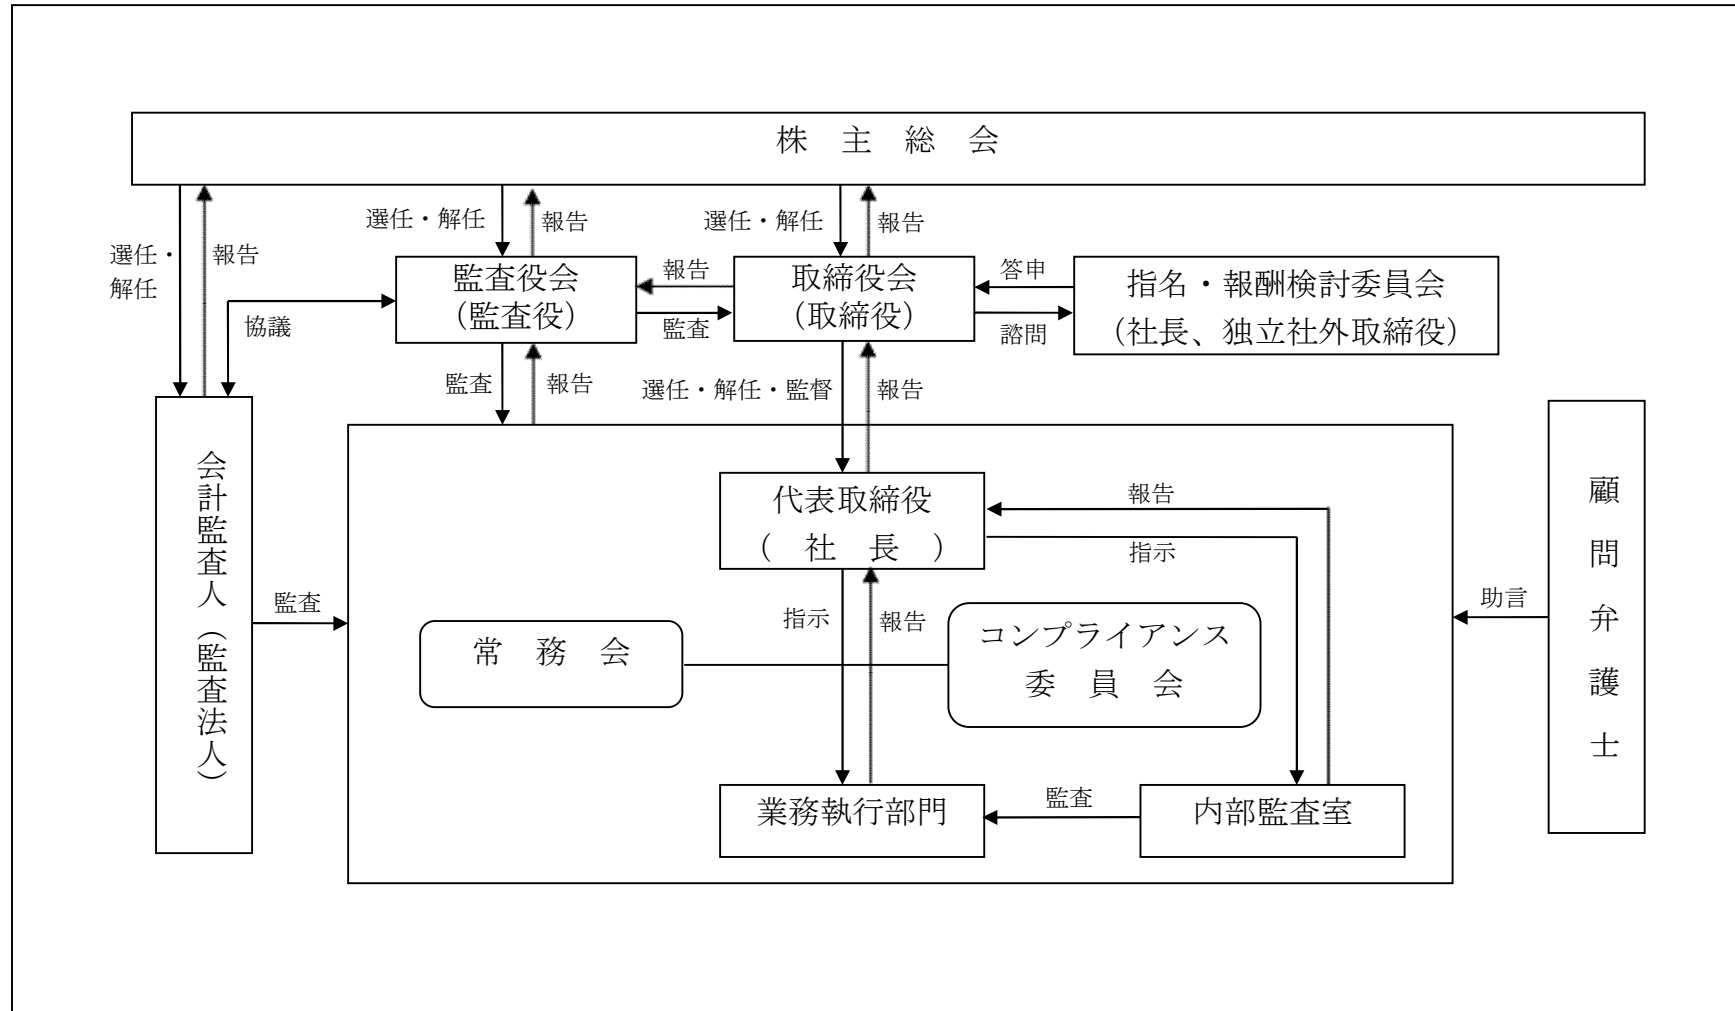 株 主 総 会
選任・解任
報告
選任・解任
報告
選任・
解任
報告
監査役会
（監査役）
報告
監査
取締役会
（取締役）
答申
諮問
指名・報酬検討委員会
（社長、独立社外取締役）
協議
監査
報告
選任・解任・監督
報告
会計監査人（監査法人）
監査
代表取締役
（ 社 長 ）
報告
指示
指示
報告
常 務 会
コンプライアンス
委 員 会
業務執行部門
監査
内部監査室
助言
顧問弁護士